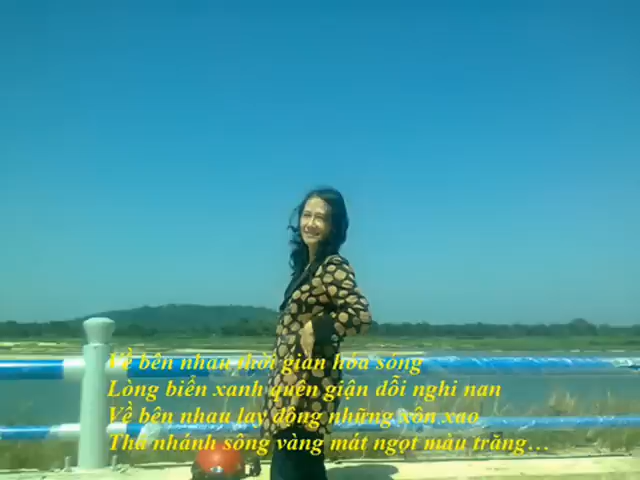 Về bên nhau thời gian hóa sóng
Lòng biển xanh quên giận dỗi nghi nan
Về bên nhau lay động những xôn xao
Thả nhánh sông vàng mát ngọt màu trăng...